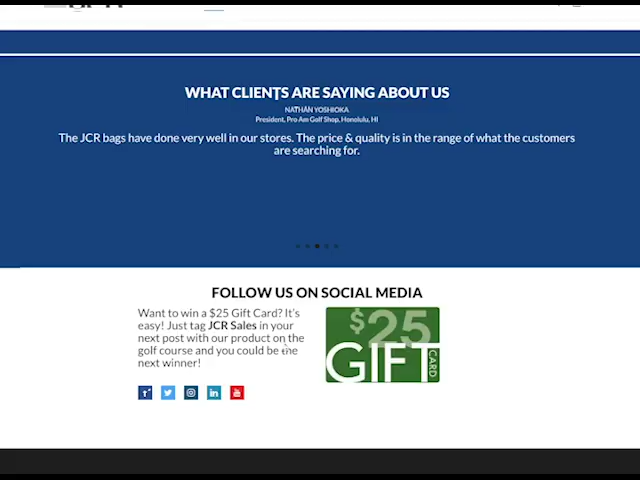 WHAT CLIENTS ARE SAYING ABOUT US
NATHAN YOSHIOKA
President, Pro Am Golf Shop, Honolulu, HI
The JCR bags have done very well in our stores. The price & quality is in the range of what the customers
are searching for.
FOLLOW US ON SOCIAL MEDIA
Want to win a $25 Gift Card? It's
easy! Just tag JCR Sales in your
next post with our product on the
golf course and you could be the
next winner!
$25
GIFT
CARD